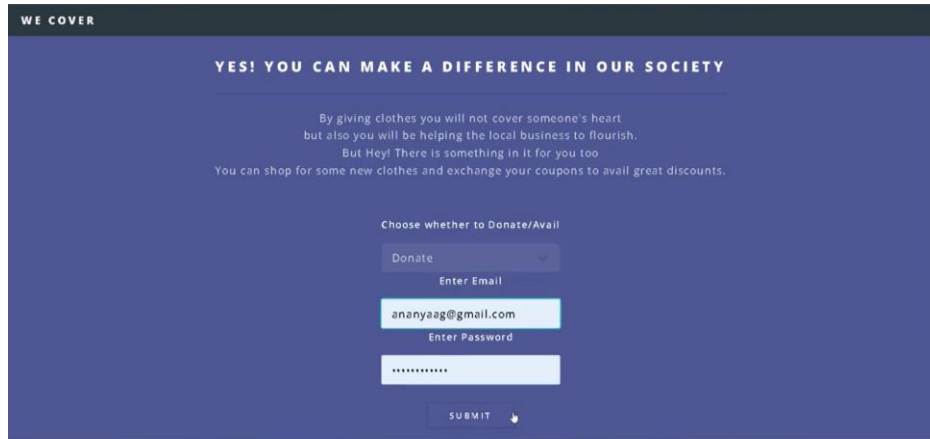 WE COVER
YES! YOU CAN MAKE A DIFFERENCE IN OUR SOCIETY
By giving clothes you will not cover someone's heart
but also you will be helping the local business to flourish.
But Hey! There is something in it for you too
You can shop for some new clothes and exchange your coupons to avail great discounts.
Choose whether to Donate/Avail
Donate
Enter Email
ananyaag@gmail.com
Enter Password
••••••••••••
SUBMIT